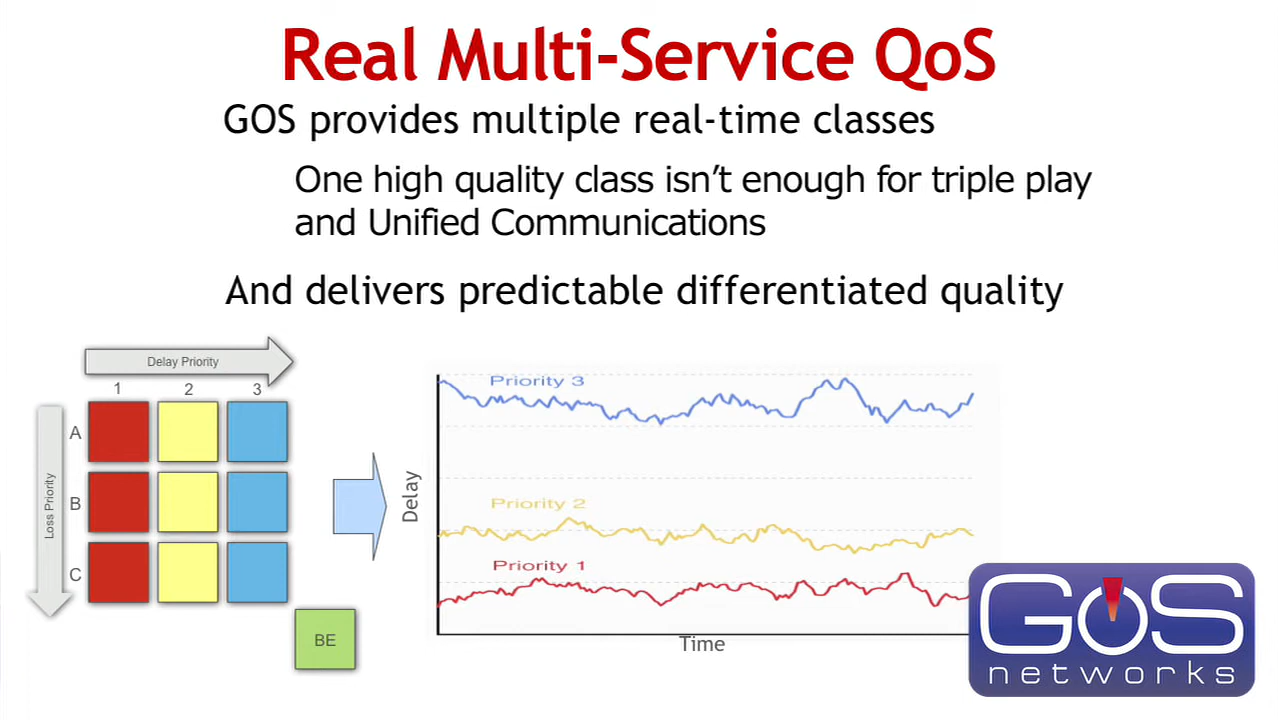 Real Multi-Service QoS
GOS provides multiple real-time classes
One high quality class isn’t enough for triple play
and Unified Communications
And delivers predictable differentiated quality
Delay Priority
1 2 3
Loss Priority
A
B
C
BE
Delay
Priority 3
Priority 2
Priority 1
Time
GoS
networks